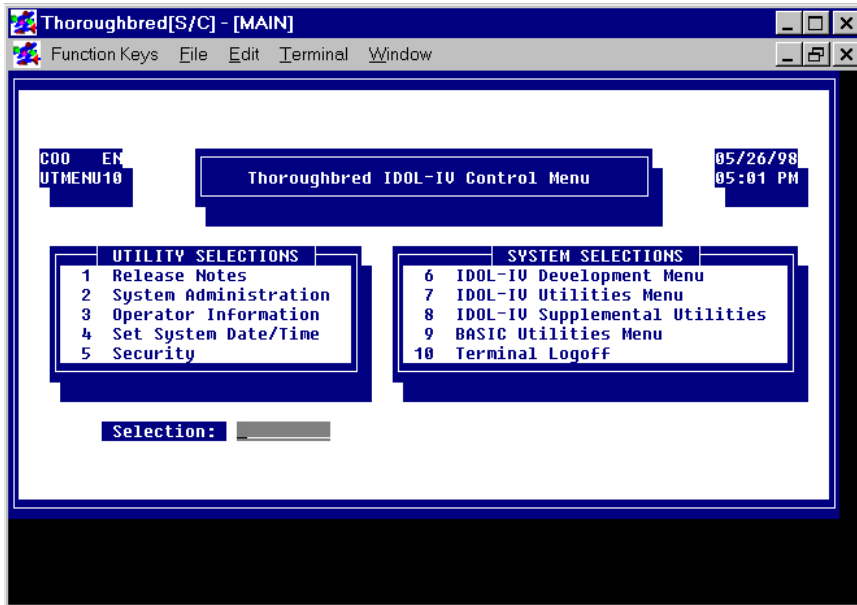 Thoroughbred[S/C] - [MAIN]
Function Keys File Edit Terminal Window
COO EN
UTMENU10
Thoroughbred IDOL-IV Control Menu
05/26/98
05:01 PM
UTILITY SELECTIONS
1 Release Notes
2 System Administration
3 Operator Information
4 Set System Date/Time
5 Security
SYSTEM SELECTIONS
6 IDOL-IV Development Menu
7 IDOL-IV Utilities Menu
8 IDOL-IV Supplemental Utilities
9 BASIC Utilities Menu
10 Terminal Logoff
Selection: